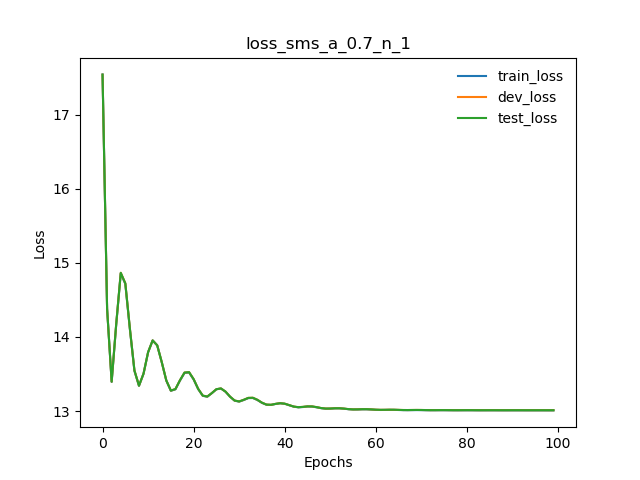 loss_sms_a_0.7_n_1
train_loss
dev_loss
test_loss
Loss
17
16
15
14
13
0 20 40 60 80 100
Epochs